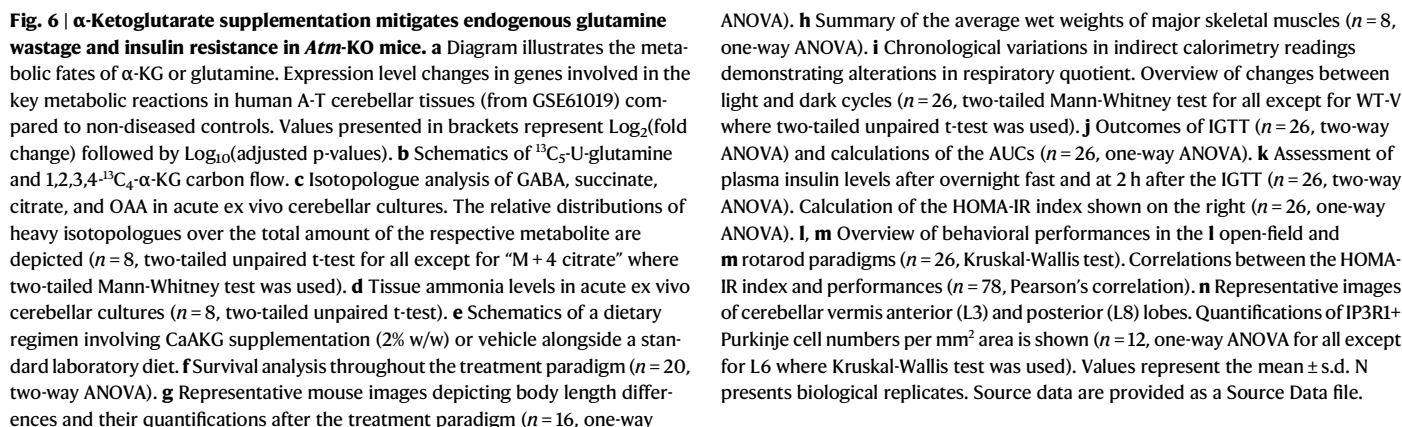 Fig. 6 | α-Ketoglutarate supplementation mitigates endogenous glutamine
wastage and insulin resistance in Atm-KO mice. a Diagram illustrates the meta-
bolic fates of α-KG or glutamine. Expression level changes in genes involved in the
key metabolic reactions in human A-T cerebellar tissues (from GSE61019) com-
pared to non-diseased controls. Values presented in brackets represent Log₂(fold
change) followed by Log₁₀(adjusted p-values). b Schematics of ¹³C₅-U-glutamine
and 1,2,3,4-¹³C₄-α-KG carbon flow. c Isotopologue analysis of GABA, succinate,
citrate, and OAA in acute ex vivo cerebellar cultures. The relative distributions of
heavy isotopologues over the total amount of the respective metabolite are
depicted (n = 8, two-tailed unpaired t-test for all except for “M + 4 citrate” where
two-tailed Mann-Whitney test was used). d Tissue ammonia levels in acute ex vivo
cerebellar cultures (n = 8, two-tailed unpaired t-test). e Schematics of a dietary
regimen involving CaAKG supplementation (2% w/w) or vehicle alongside a stan-
dard laboratory diet. f Survival analysis throughout the treatment paradigm (n = 20,
two-way ANOVA). g Representative mouse images depicting body length differ-
ences and their quantifications after the treatment paradigm (n = 16, one-way
ANOVA). h Summary of the average wet weights of major skeletal muscles (n = 8,
one-way ANOVA). i Chronological variations in indirect calorimetry readings
demonstrating alterations in respiratory quotient. Overview of changes between
light and dark cycles (n = 26, two-tailed Mann-Whitney test for all except for WT-V
where two-tailed unpaired t-test was used). j Outcomes of IGTT (n = 26, two-way
ANOVA) and calculations of the AUCs (n = 26, one-way ANOVA). k Assessment of
plasma insulin levels after overnight fast and at 2 h after the IGTT (n = 26, two-way
ANOVA). Calculation of the HOMA-IR index shown on the right (n = 26, one-way
ANOVA). l, m Overview of behavioral performances in the l open-field and
m rotarod paradigms (n = 26, Kruskal-Wallis test). Correlations between the HOMA-
IR index and performances (n = 78, Pearson’s correlation). n Representative images
of cerebellar vermis anterior (L3) and posterior (L8) lobes. Quantifications of IP3R1+
Purkinje cell numbers per mm² area is shown (n = 12, one-way ANOVA for all except
for L6 where Kruskal-Wallis test was used). Values represent the mean ± s.d. N
presents biological replicates. Source data are provided as a Source Data file.